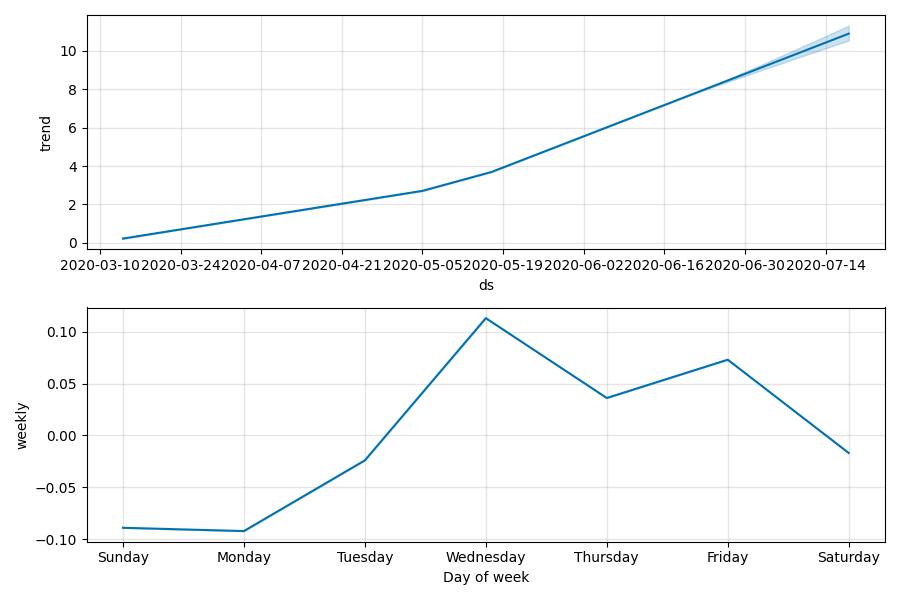 10
8
6
4
2
0
trend
2020-03-10 2020-03-24 2020-04-07 2020-04-21 2020-05-05 2020-05-19 2020-06-02 2020-06-16 2020-06-30 2020-07-14
ds
0.10
0.05
0.00
−0.05
−0.10
weekly
Sunday Monday Tuesday Wednesday Thursday Friday Saturday
Day of week